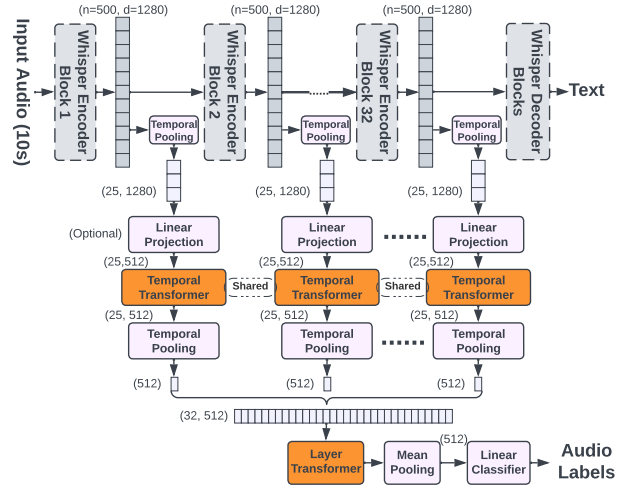 (n=500, d=1280) (n=500, d=1280) (n=500, d=1280)
Input Audio (10s)
Whisper Encoder
Block 1
Whisper Encoder
Block 2
Whisper Encoder
Block 32
Whisper Decoder
Blocks
Text
Temporal
Pooling
Temporal
Pooling
Temporal
Pooling
(25, 1280) (25, 1280) (25, 1280)
(Optional)
Linear
Projection
Linear
Projection
Linear
Projection
(25,512) (25,512) (25,512)
Temporal
Transformer
Shared
Temporal
Transformer
Shared
Temporal
Transformer
(25, 512) (25, 512) (25, 512)
Temporal
Pooling
Temporal
Pooling
Temporal
Pooling
(512) (512) (512)
(32, 512)
Layer
Transformer
Mean
Pooling
(512)
Linear
Classifier
Audio
Labels